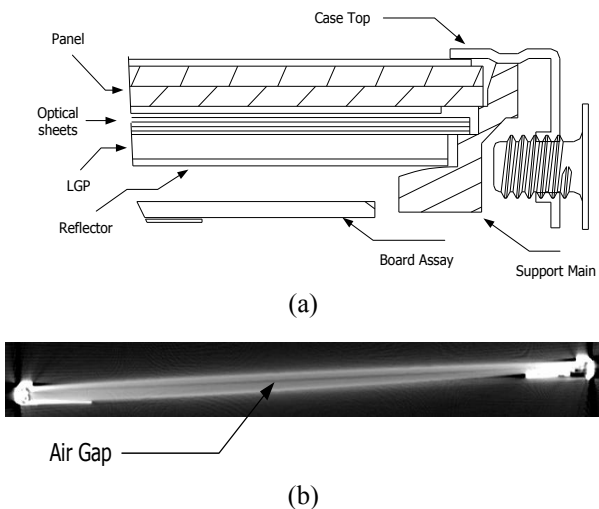 Case Top
Panel
Optical
sheets
LGP
Reflector
Board Assay
Support Main
(a)
Air Gap
(b)